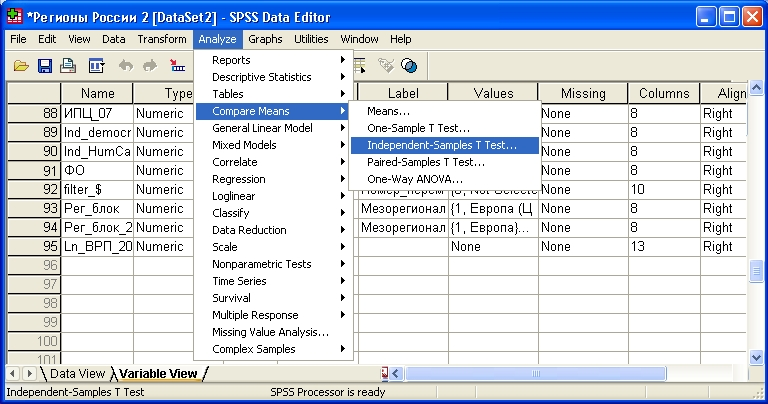 *Регионы России 2 [DataSet2] - SPSS Data Editor
File Edit View Data Transform Analyze Graphs Utilities Window Help
Name Type Label Values Missing Columns Align
88 ИПЦ_07 Numeric None 8 Right
89 Ind_democr Numeric None 8 Right
90 Ind_HumCa Numeric None 8 Right
91 ФО Numeric None 8 Right
92 filter_$ Numeric None 10 Right
93 Рег_блок Numeric Мезорегионал {1, Европа (Ц None 8 Right
94 Рег_блок_2 Numeric Мезорегионал {1, Европа}... None 8 Right
95 Ln_ВРП_20 Numeric None None 13 Right
96
97
98
99
100
101
Reports
Descriptive Statistics
Tables
Compare Means
General Linear Model
Mixed Models
Correlate
Regression
Loglinear
Classify
Data Reduction
Scale
Nonparametric Tests
Time Series
Survival
Multiple Response
Missing Value Analysis...
Complex Samples
Means...
One-Sample T Test...
Independent-Samples T Test...
Paired-Samples T Test...
One-Way ANOVA...
Data View Variable View
Independent-Samples T Test SPSS Processor is ready